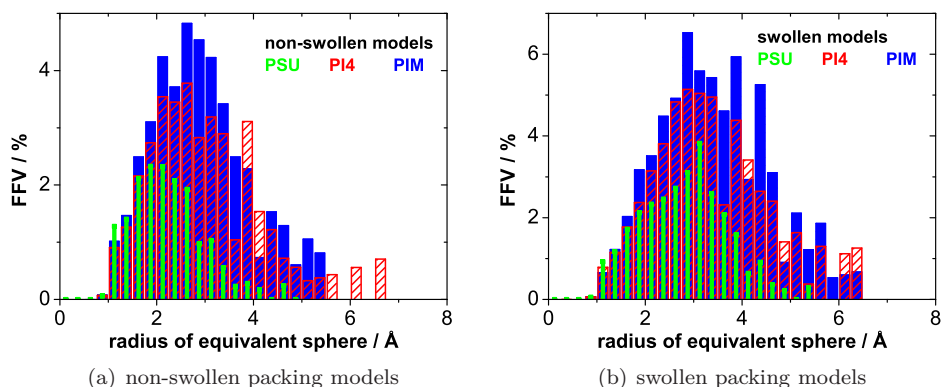 non-swollen models
PSU PI4 PIM
FFV / %
4
2
0
0 2 4 6 8
radius of equivalent sphere / Å
(a) non-swollen packing models
swollen models
PSU PI4 PIM
FFV / %
6
4
2
0
0 2 4 6 8
radius of equivalent sphere / Å
(b) swollen packing models